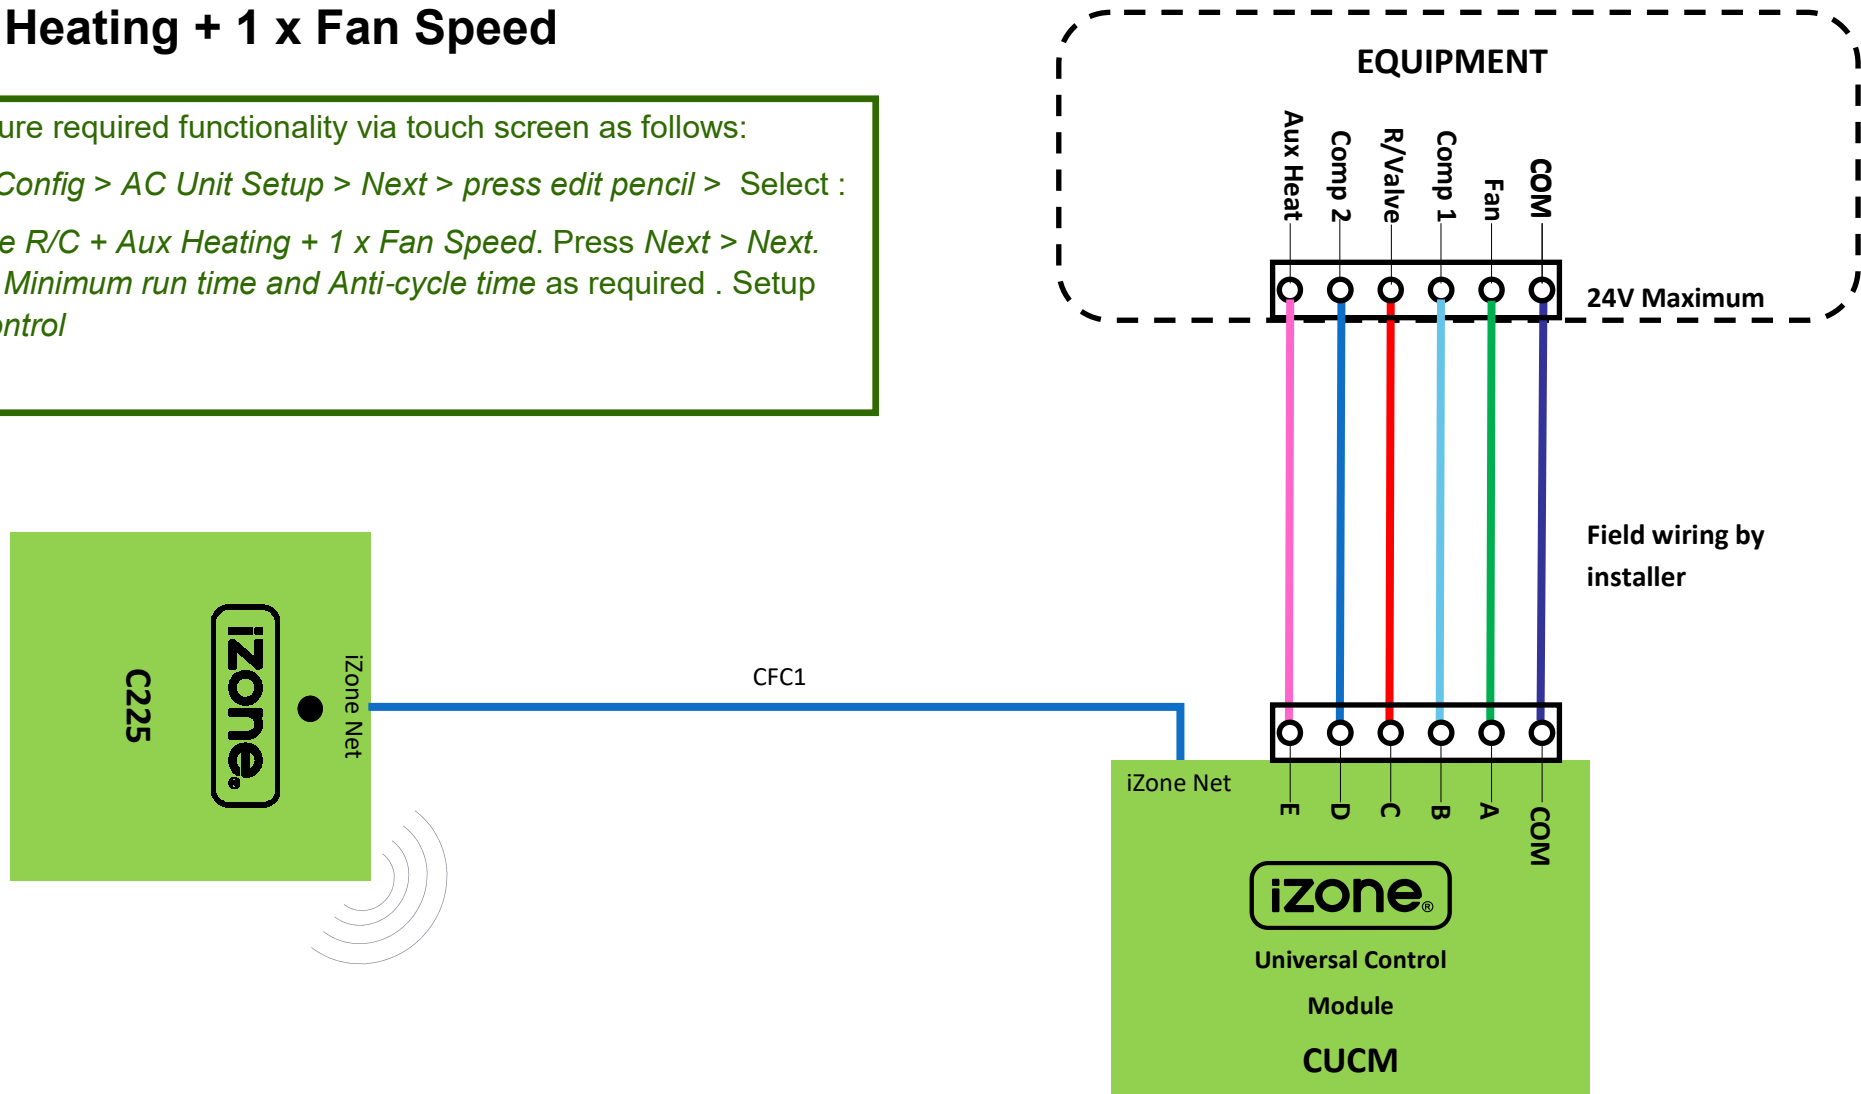 Heating + 1 x Fan Speed
ure required functionality via touch screen as follows:
Config > AC Unit Setup > Next > press edit pencil > Select :
e R/C + Aux Heating + 1 x Fan Speed. Press Next > Next.
Minimum run time and Anti-cycle time as required . Setup
ontrol
EQUIPMENT
Aux Heat
Comp 2
R/Valve
Comp 1
Fan
COM
24V Maximum
Field wiring by
installer
C225
izone®
iZone Net
CFC1
iZone Net
E
D
C
B
A
COM
izone®
Universal Control
Module
CUCM